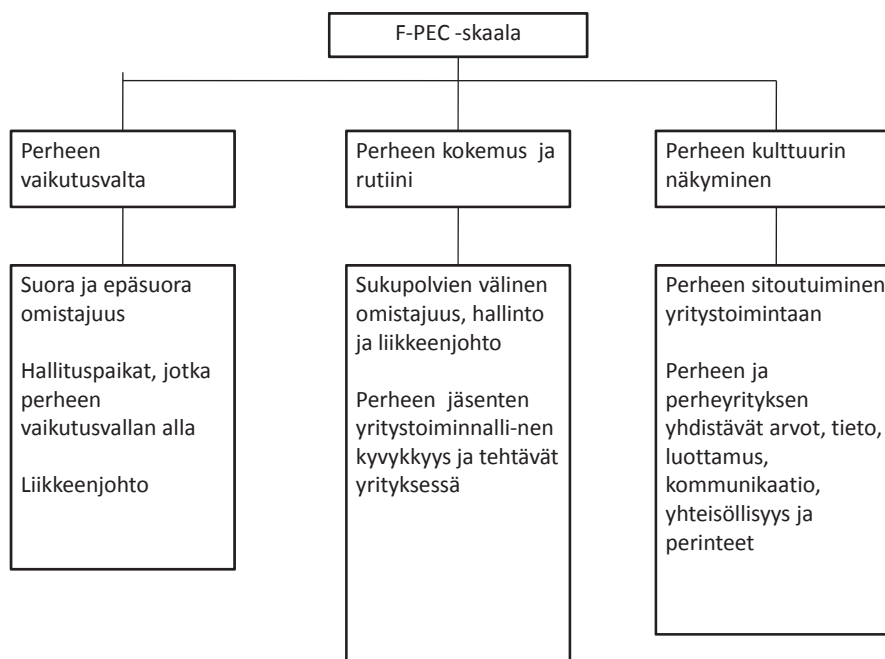 F-PEC -skaala
Perheen
vaikutusvalta
Perheen kokemus ja
rutiini
Perheen kulttuurin
näkyminen
Suora ja epäsuora
omistajuus
Hallituspaikat, jotka
perheen
vaikutusvallan alla
Liikkeenjohto
Sukupolvien välinen
omistajuus, hallinto
ja liikkeenjohto
Perheen jäsenten
yritystoiminnalli-nen
kyvykkyys ja tehtävät
yrityksessä
Perheen sitoutuiminen
yritystoimintaan
Perheen ja
perheyrityksen
yhdistävät arvot, tieto,
luottamus,
kommunikaatio,
yhteisöllisyys ja
perinteet